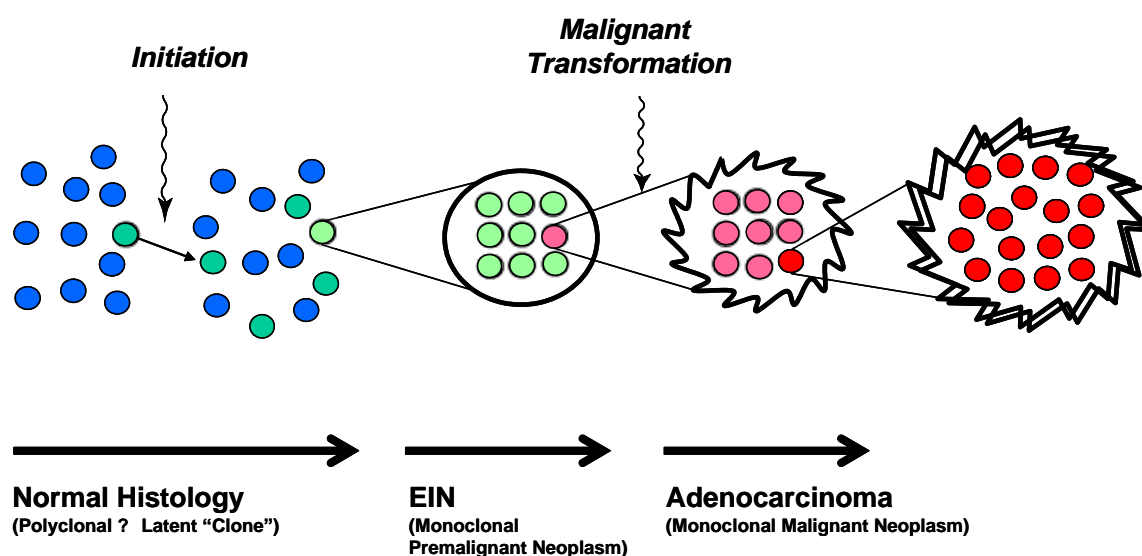 Initiation
Malignant
Transformation
Normal Histology
(Polyclonal ? Latent “Clone”)
EIN
(Monoclonal
Premalignant Neoplasm)
Adenocarcinoma
(Monoclonal Malignant Neoplasm)